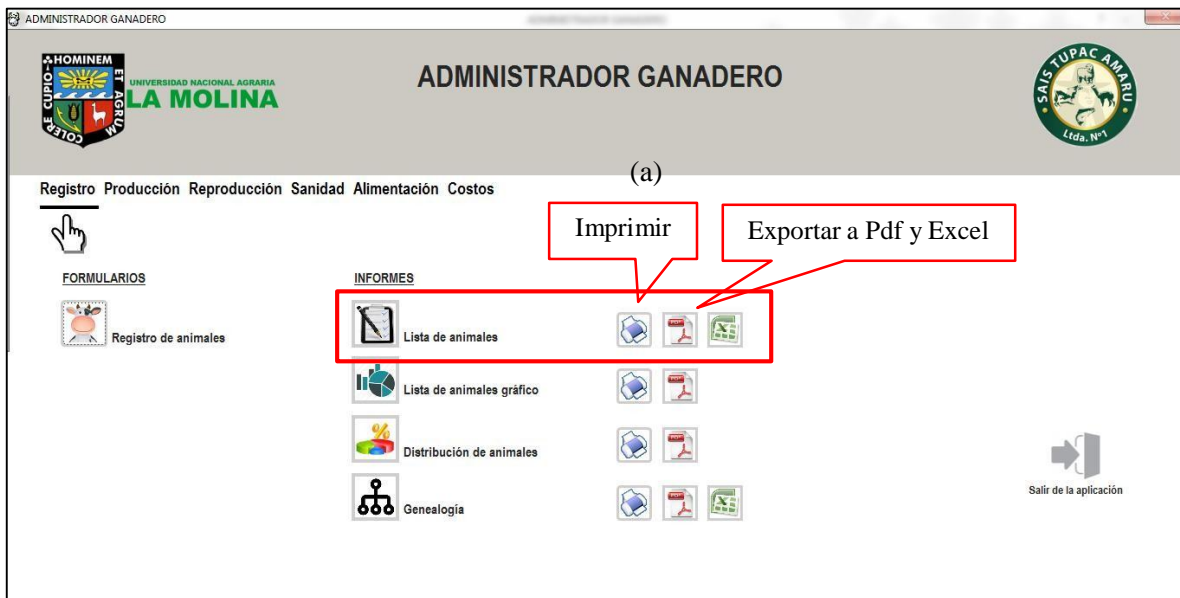 ADMINISTRADOR GANADERO
HOMINEM ET AGRUM COLERE CUPIO
UNIVERSIDAD NACIONAL AGRARIA
LA MOLINA
ADMINISTRADOR GANADERO
SAIS TUPAC AMARU
Ltda. N°1
(a)
Registro Producción Reproducción Sanidad Alimentación Costos
Imprimir
Exportar a Pdf y Excel
FORMULARIOS
INFORMES
Registro de animales
Lista de animales
Lista de animales gráfico
Distribución de animales
Genealogía
Salir de la aplicación